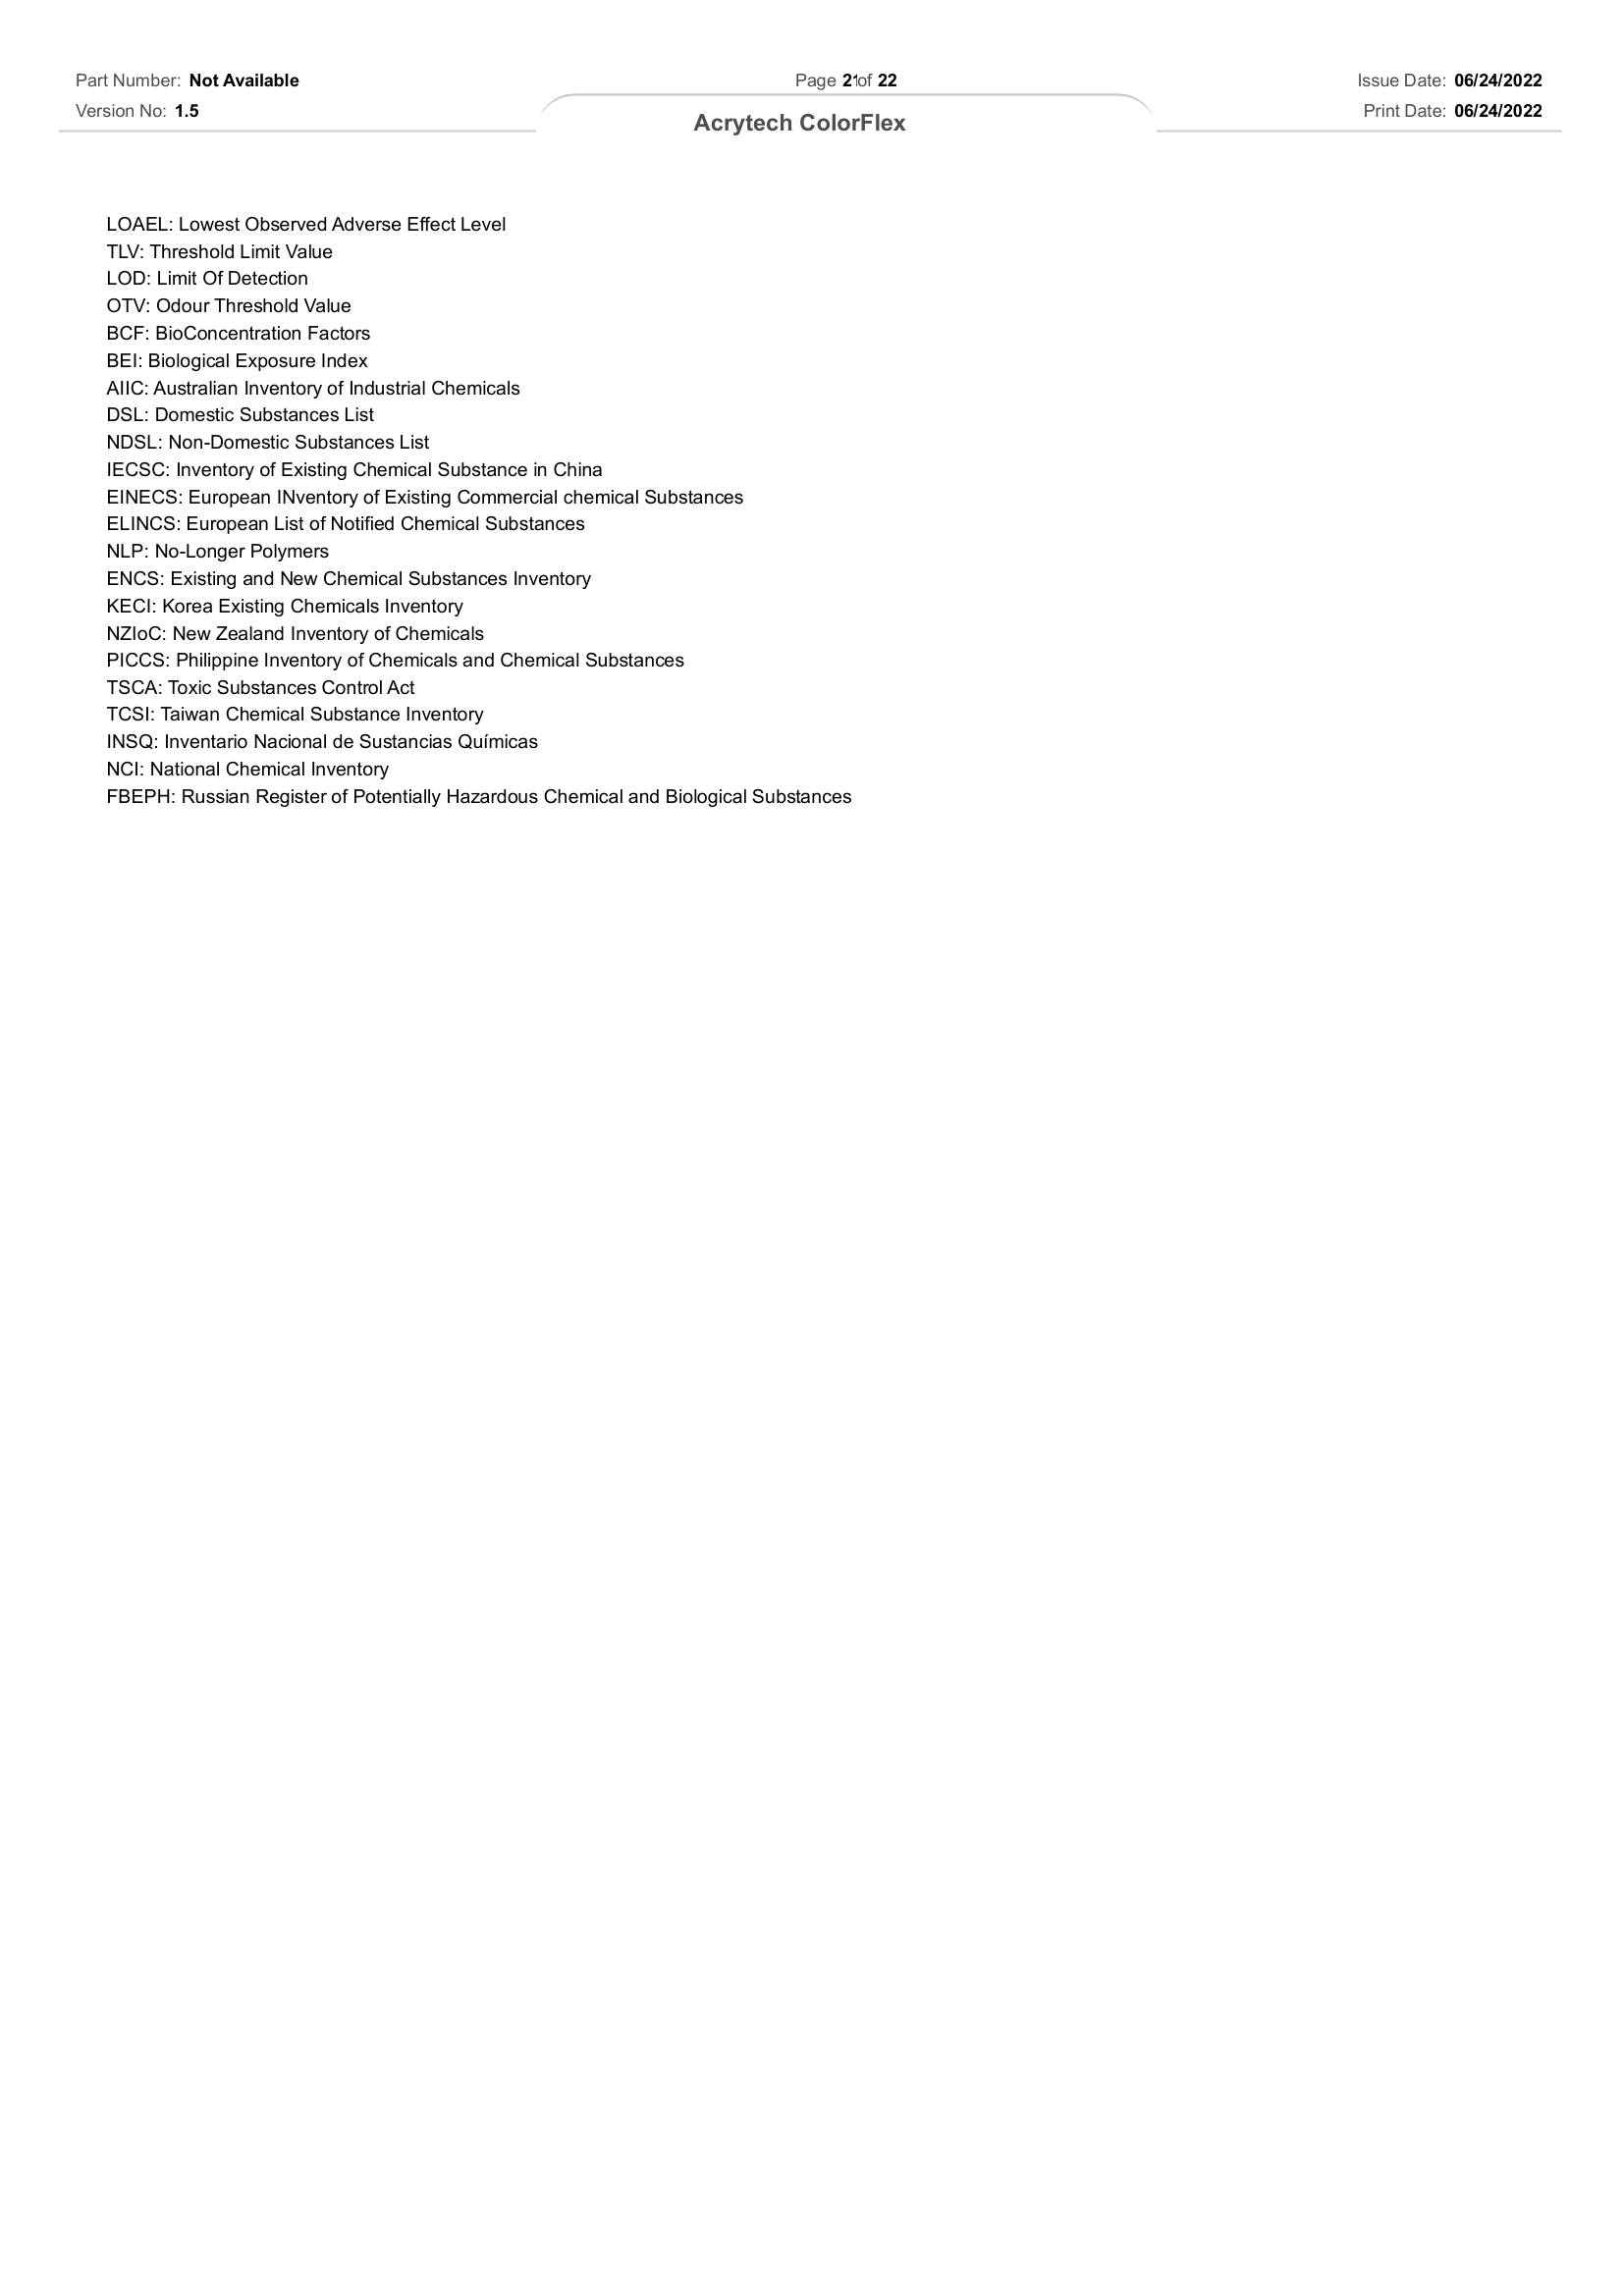 Part Number: Not Available
Version No: 1.5
Page 21 of 22
Acrytech ColorFlex
Issue Date: 06/24/2022
Print Date: 06/24/2022
LOAEL: Lowest Observed Adverse Effect Level
TLV: Threshold Limit Value
LOD: Limit Of Detection
OTV: Odour Threshold Value
BCF: BioConcentration Factors
BEI: Biological Exposure Index
AIIC: Australian Inventory of Industrial Chemicals
DSL: Domestic Substances List
NDSL: Non-Domestic Substances List
IECSC: Inventory of Existing Chemical Substance in China
EINECS: European INventory of Existing Commercial chemical Substances
ELINCS: European List of Notified Chemical Substances
NLP: No-Longer Polymers
ENCS: Existing and New Chemical Substances Inventory
KECI: Korea Existing Chemicals Inventory
NZIoC: New Zealand Inventory of Chemicals
PICCS: Philippine Inventory of Chemicals and Chemical Substances
TSCA: Toxic Substances Control Act
TCSI: Taiwan Chemical Substance Inventory
INSQ: Inventario Nacional de Sustancias Químicas
NCI: National Chemical Inventory
FBEPH: Russian Register of Potentially Hazardous Chemical and Biological Substances